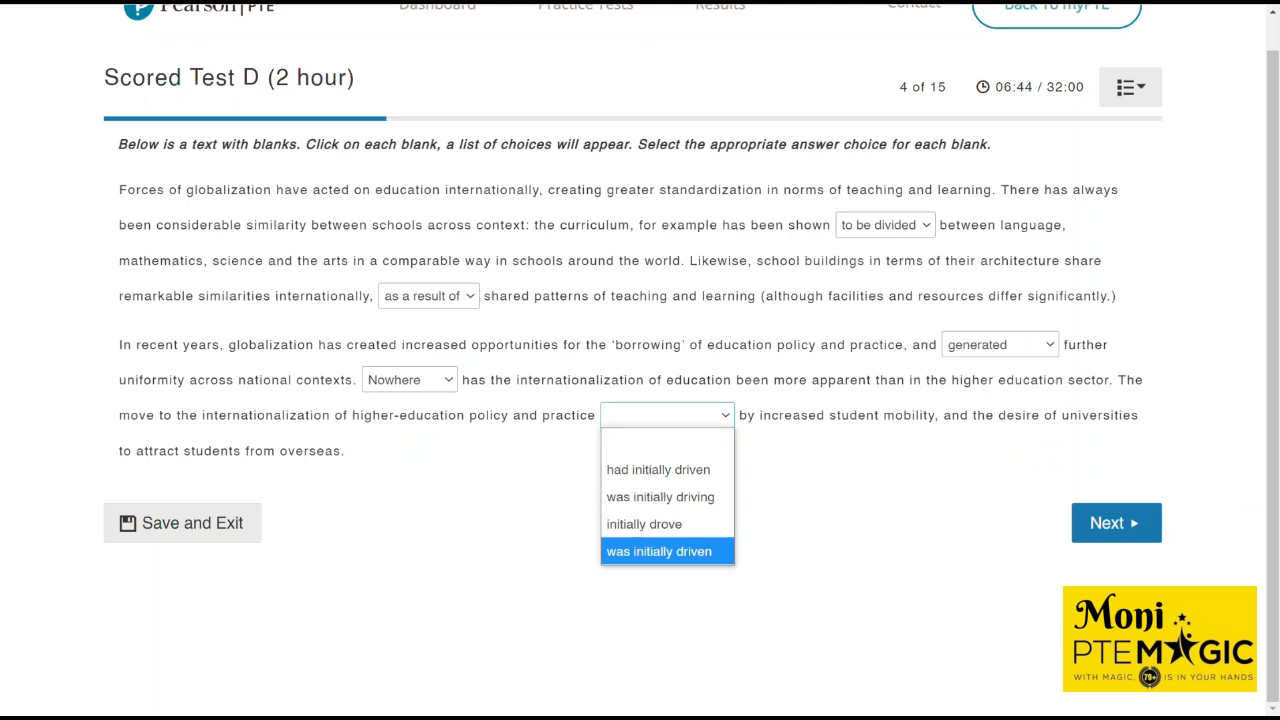 Pearson | PTE Dashboard Practice Tests Results Contact Back To myPTE
Scored Test D (2 hour)
4 of 15 06:44 / 32:00
Below is a text with blanks. Click on each blank, a list of choices will appear. Select the appropriate answer choice for each blank.
Forces of globalization have acted on education internationally, creating greater standardization in norms of teaching and learning. There has always
been considerable similarity between schools across context: the curriculum, for example has been shown to be divided between language,
mathematics, science and the arts in a comparable way in schools around the world. Likewise, school buildings in terms of their architecture share
remarkable similarities internationally, as a result of shared patterns of teaching and learning (although facilities and resources differ significantly.)
In recent years, globalization has created increased opportunities for the ‘borrowing’ of education policy and practice, and generated further
uniformity across national contexts. Nowhere has the internationalization of education been more apparent than in the higher education sector. The
move to the internationalization of higher-education policy and practice by increased student mobility, and the desire of universities
to attract students from overseas.
had initially driven
was initially driving
initially drove
was initially driven
Save and Exit
Next
Moni
PTEMAGIC
WITH MAGIC, 79+ IS IN YOUR HANDS